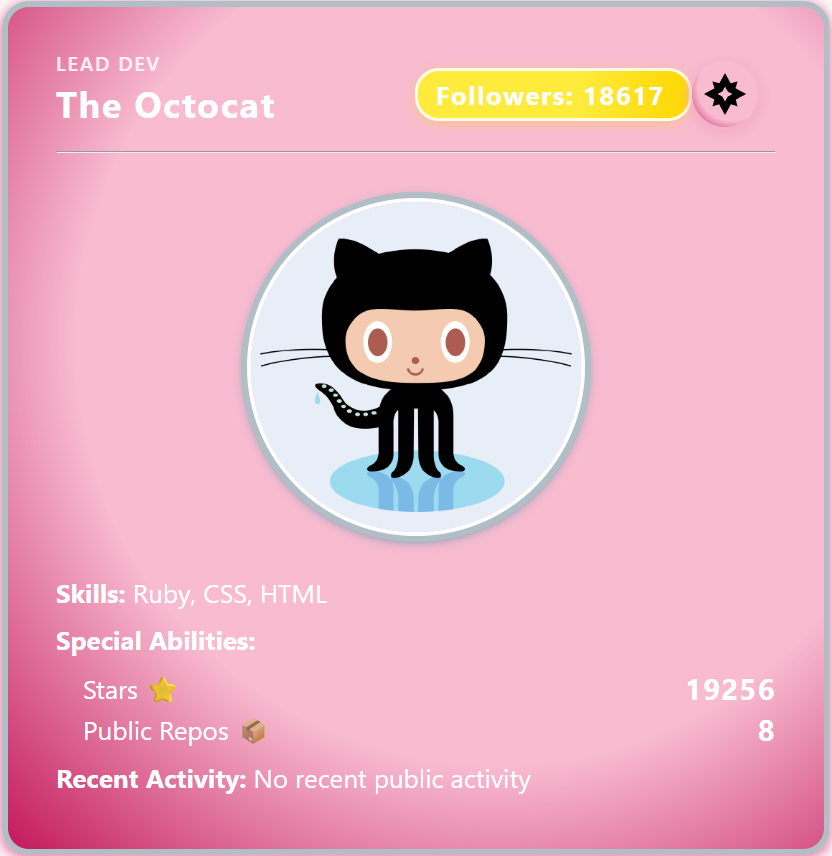 LEAD DEV
The Octocat
Followers: 18617
Skills: Ruby, CSS, HTML
Special Abilities:
Stars ⭐ 19256
Public Repos 📦 8
Recent Activity: No recent public activity